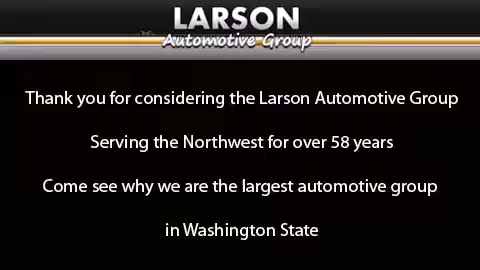 LARSON
Automotive Group
Thank you for considering the Larson Automotive Group
Serving the Northwest for over 58 years
Come see why we are the largest automotive group
in Washington State